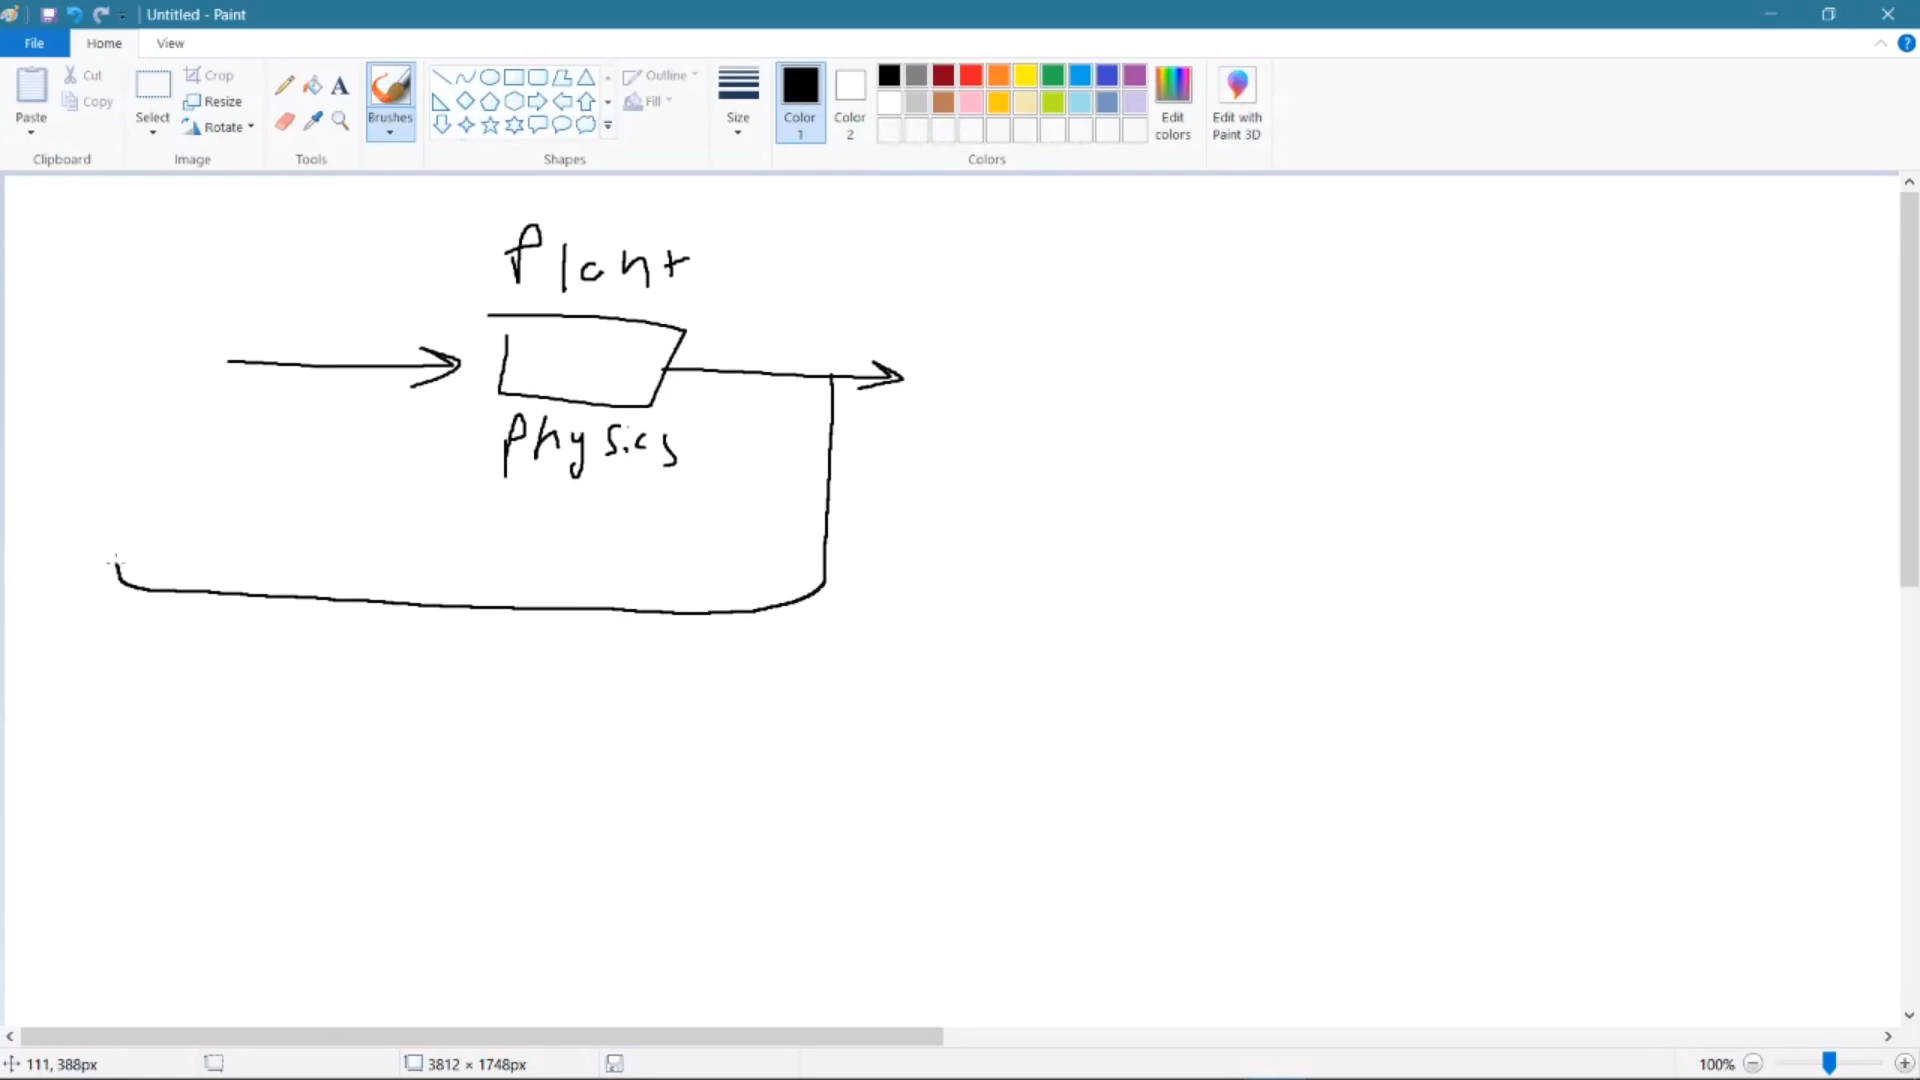 Untitled - Paint
File Home View
Paste
Cut
Copy
Clipboard
Select
Crop
Resize
Rotate
Image
Tools
Brushes
Shapes
Outline
Fill
Size
Color 1
Color 2
Colors
Edit colors
Edit with Paint 3D
Plant
Physics
111, 388px
3812 × 1748px
100%